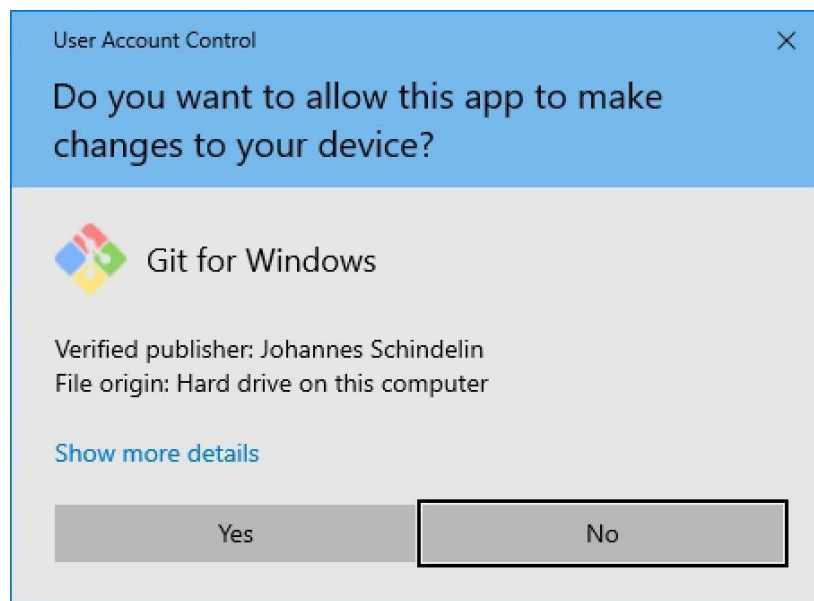 User Account Control
Do you want to allow this app to make
changes to your device?
Git for Windows
Verified publisher: Johannes Schindelin
File origin: Hard drive on this computer
Show more details
Yes
No